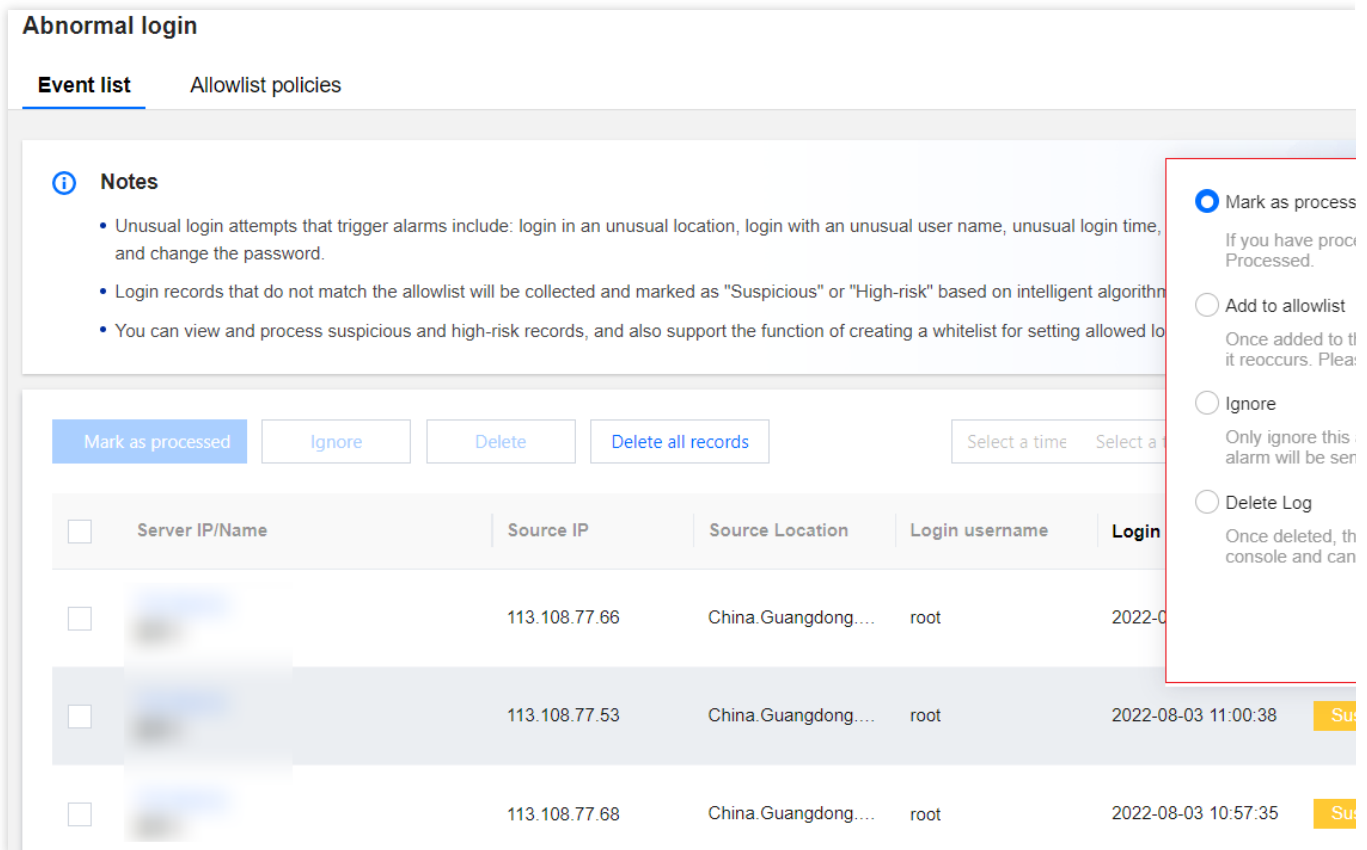 Abnormal login
Event list Allowlist policies
Notes
• Unusual login attempts that trigger alarms include: login in an unusual location, login with an unusual user name, unusual login time,
and change the password.
• Login records that do not match the allowlist will be collected and marked as "Suspicious" or "High-risk" based on intelligent algorithm
• You can view and process suspicious and high-risk records, and also support the function of creating a whitelist for setting allowed lo
Mark as process
If you have proce
Processed.
Add to allowlist
Once added to th
it reoccurs. Pleas
Ignore
Only ignore this
alarm will be sen
Delete Log
Once deleted, th
console and can
Mark as processed Ignore Delete Delete all records Select a time Select a t
Server IP/Name Source IP Source Location Login username Login
113.108.77.66 China.Guangdong.... root 2022-0
113.108.77.53 China.Guangdong.... root 2022-08-03 11:00:38 Sus
113.108.77.68 China.Guangdong.... root 2022-08-03 10:57:35 Sus